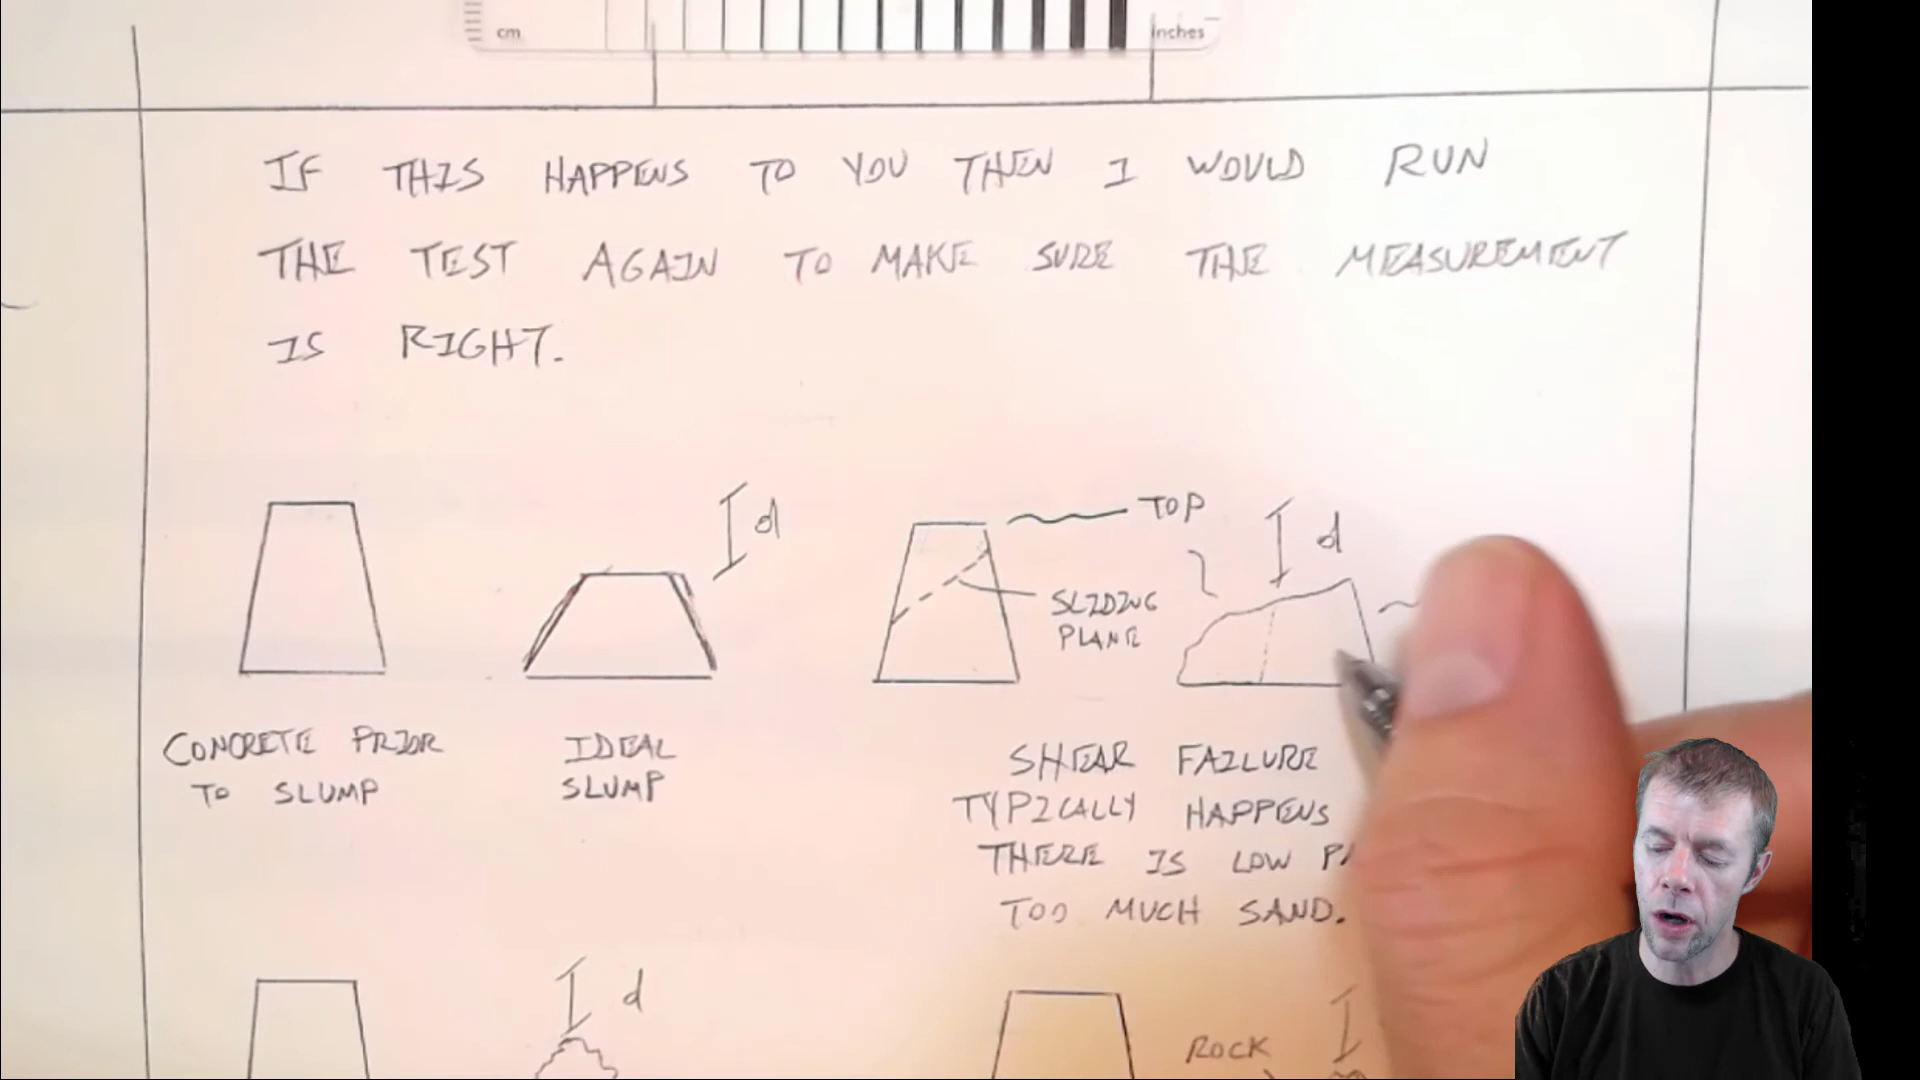 cm
inches
IF THIS HAPPENS TO YOU THEN I WOULD RUN
THE TEST AGAIN TO MAKE SURE THE MEASUREMENT
IS RIGHT.
d
TOP
d
SLIDING
PLANE
CONCRETE PRIOR
TO SLUMP
IDEAL
SLUMP
SHEAR FAILURE
TYPICALLY HAPPENS
THERE IS LOW
TOO MUCH SAND.
d
ROCK